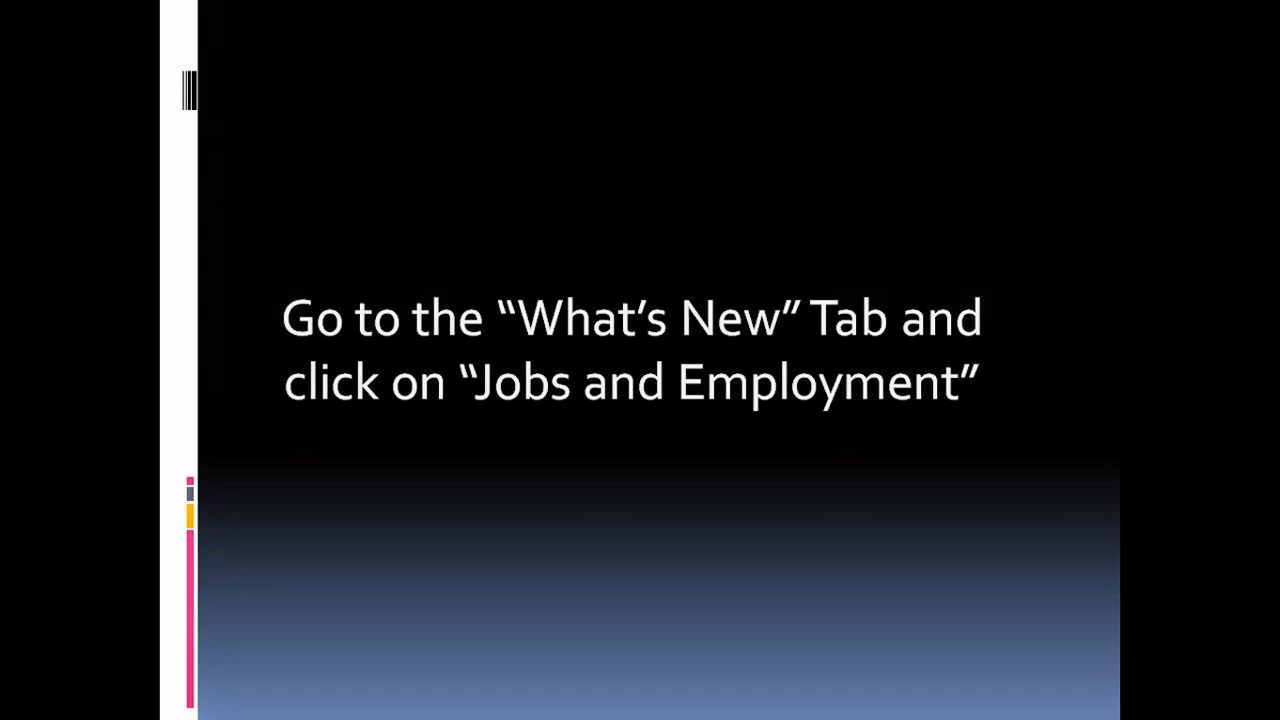 Go to the “What’s New” Tab and
click on “Jobs and Employment”